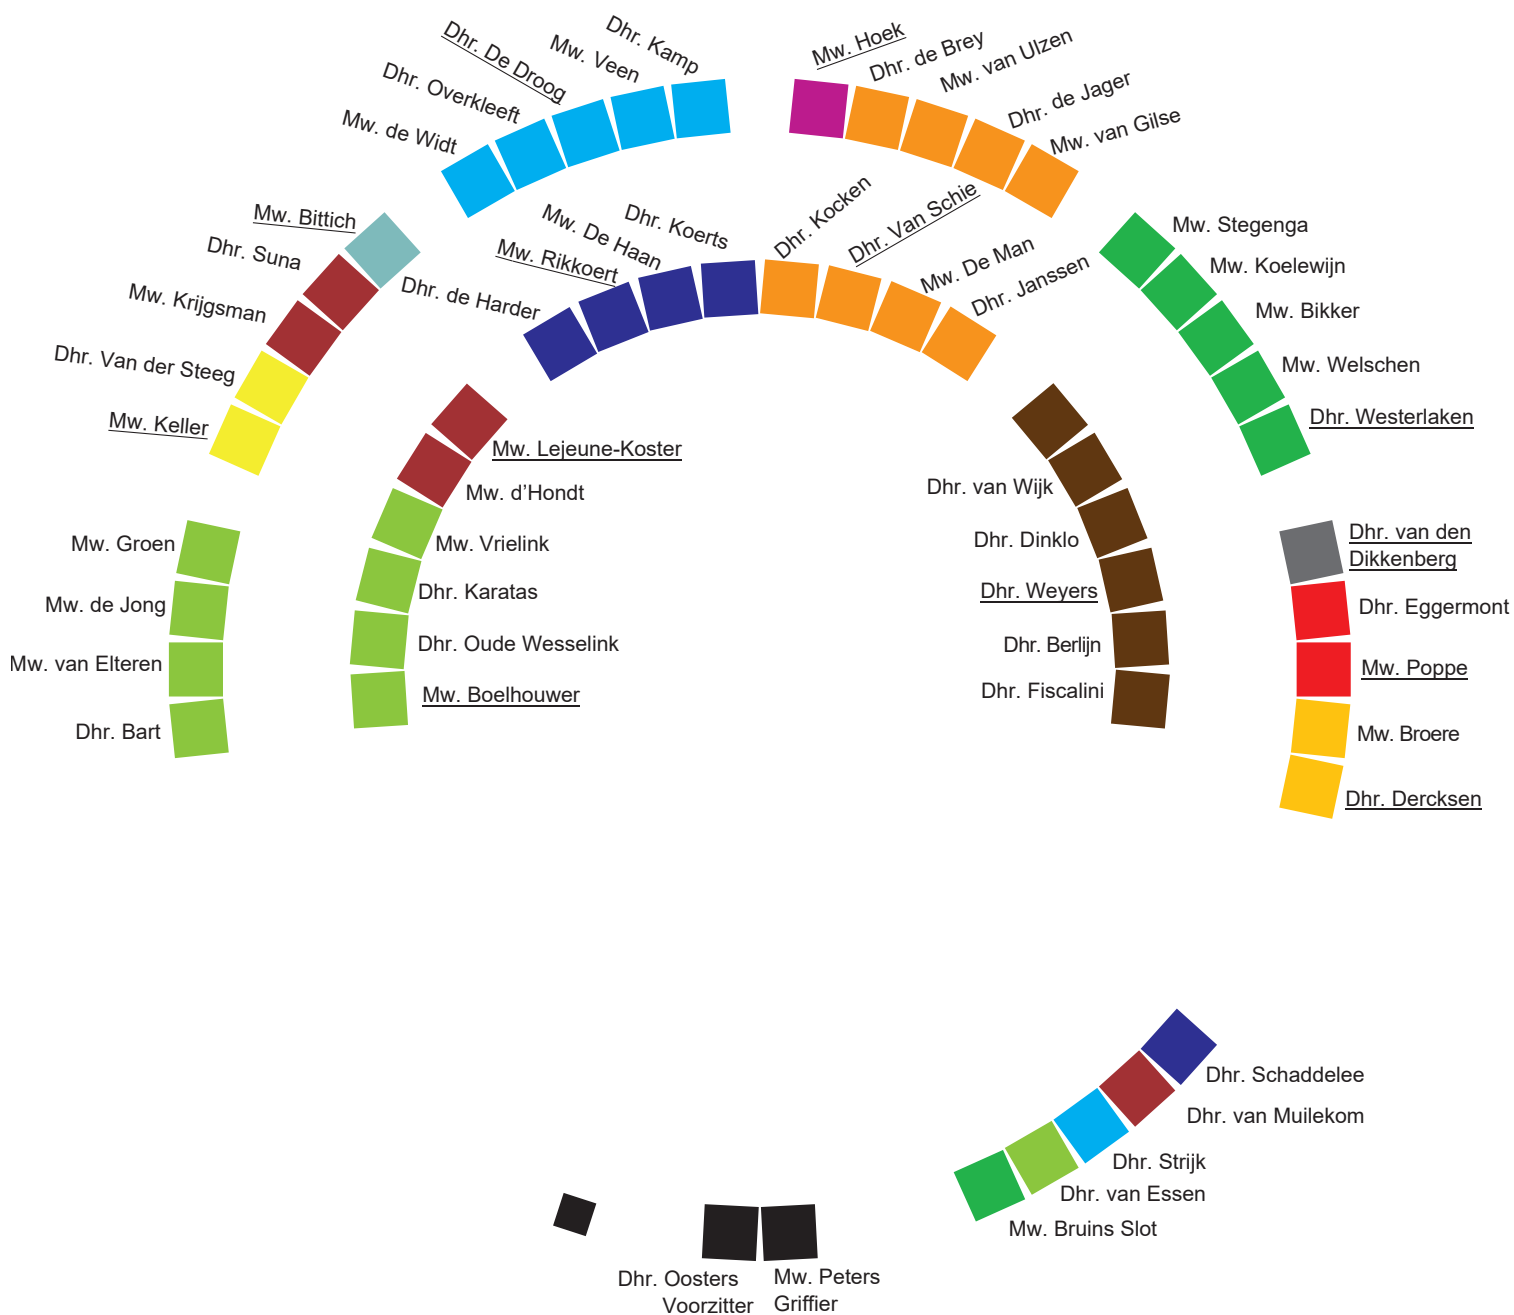 Dhr. Kamp
Mw. Veen
Dhr. De Droog
Dhr. Overkleeft
Mw. de Widt
Mw. Hoek
Dhr. de Brey
Mw. van Ulzen
Dhr. de Jager
Mw. van Gilse
Mw. Bittich
Dhr. Suna
Mw. Krijgsman
Dhr. Van der Steeg
Mw. Keller
Dhr. de Harder
Mw. Rikkoert
Mw. De Haan
Dhr. Koerts
Dhr. Kocken
Dhr. Van Schie
Mw. De Man
Dhr. Janssen
Mw. Stegenga
Mw. Koelewijn
Mw. Bikker
Mw. Welschen
Dhr. Westerlaken
Mw. Lejeune-Koster
Mw. d’Hondt
Mw. Vrielink
Dhr. Karatas
Dhr. Oude Wesselink
Mw. Boelhouwer
Dhr. van Wijk
Dhr. Dinklo
Dhr. Weyers
Dhr. Berlijn
Dhr. Fiscalini
Mw. Groen
Mw. de Jong
Mw. van Elteren
Dhr. Bart
Dhr. van den
Dikkenberg
Dhr. Eggermont
Mw. Poppe
Mw. Broere
Dhr. Dercksen
Dhr. Schaddelee
Dhr. van Muilekom
Dhr. Strijk
Dhr. van Essen
Mw. Bruins Slot
Dhr. Oosters
Voorzitter
Mw. Peters
Griffier